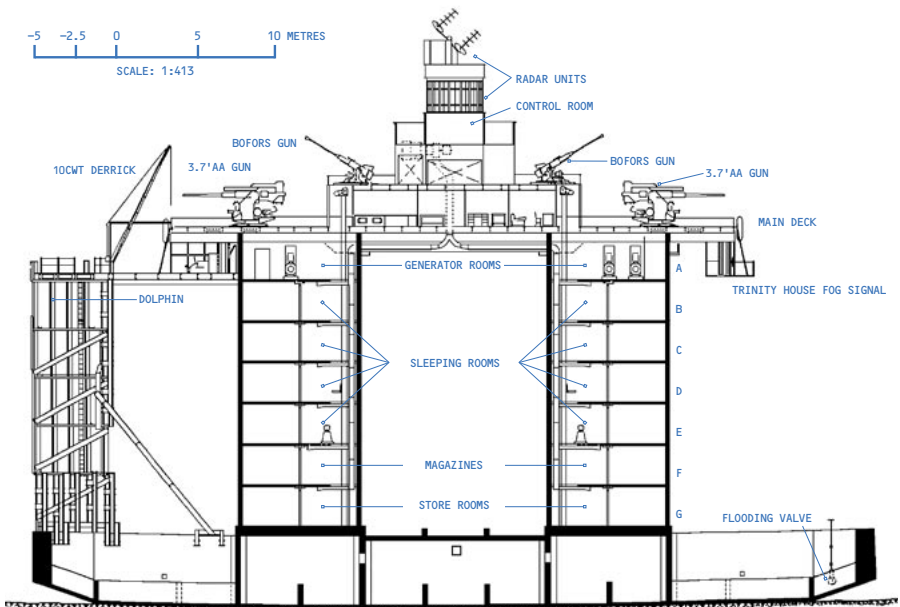 -5 -2.5 0 5 10 METRES
SCALE: 1:413
RADAR UNITS
CONTROL ROOM
BOFORS GUN
BOFORS GUN
10CWT DERRICK
3.7'AA GUN
3.7'AA GUN
MAIN DECK
GENERATOR ROOMS
A
TRINITY HOUSE FOG SIGNAL
DOLPHIN
B
C
SLEEPING ROOMS
D
E
MAGAZINES
F
STORE ROOMS
G
FLOODING VALVE